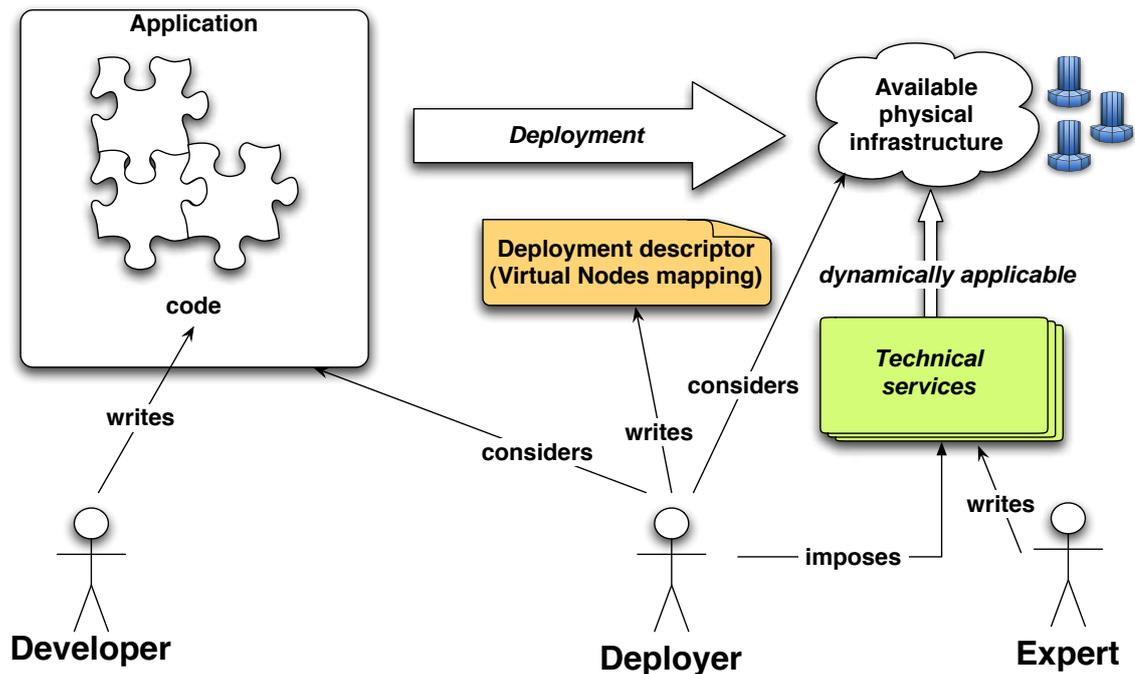 Application
code
Deployment
Available
physical
infrastructure
Deployment descriptor
(Virtual Nodes mapping)
dynamically applicable
Technical
services
considers
writes
writes
considers
writes
imposes
Developer
Deployer
Expert